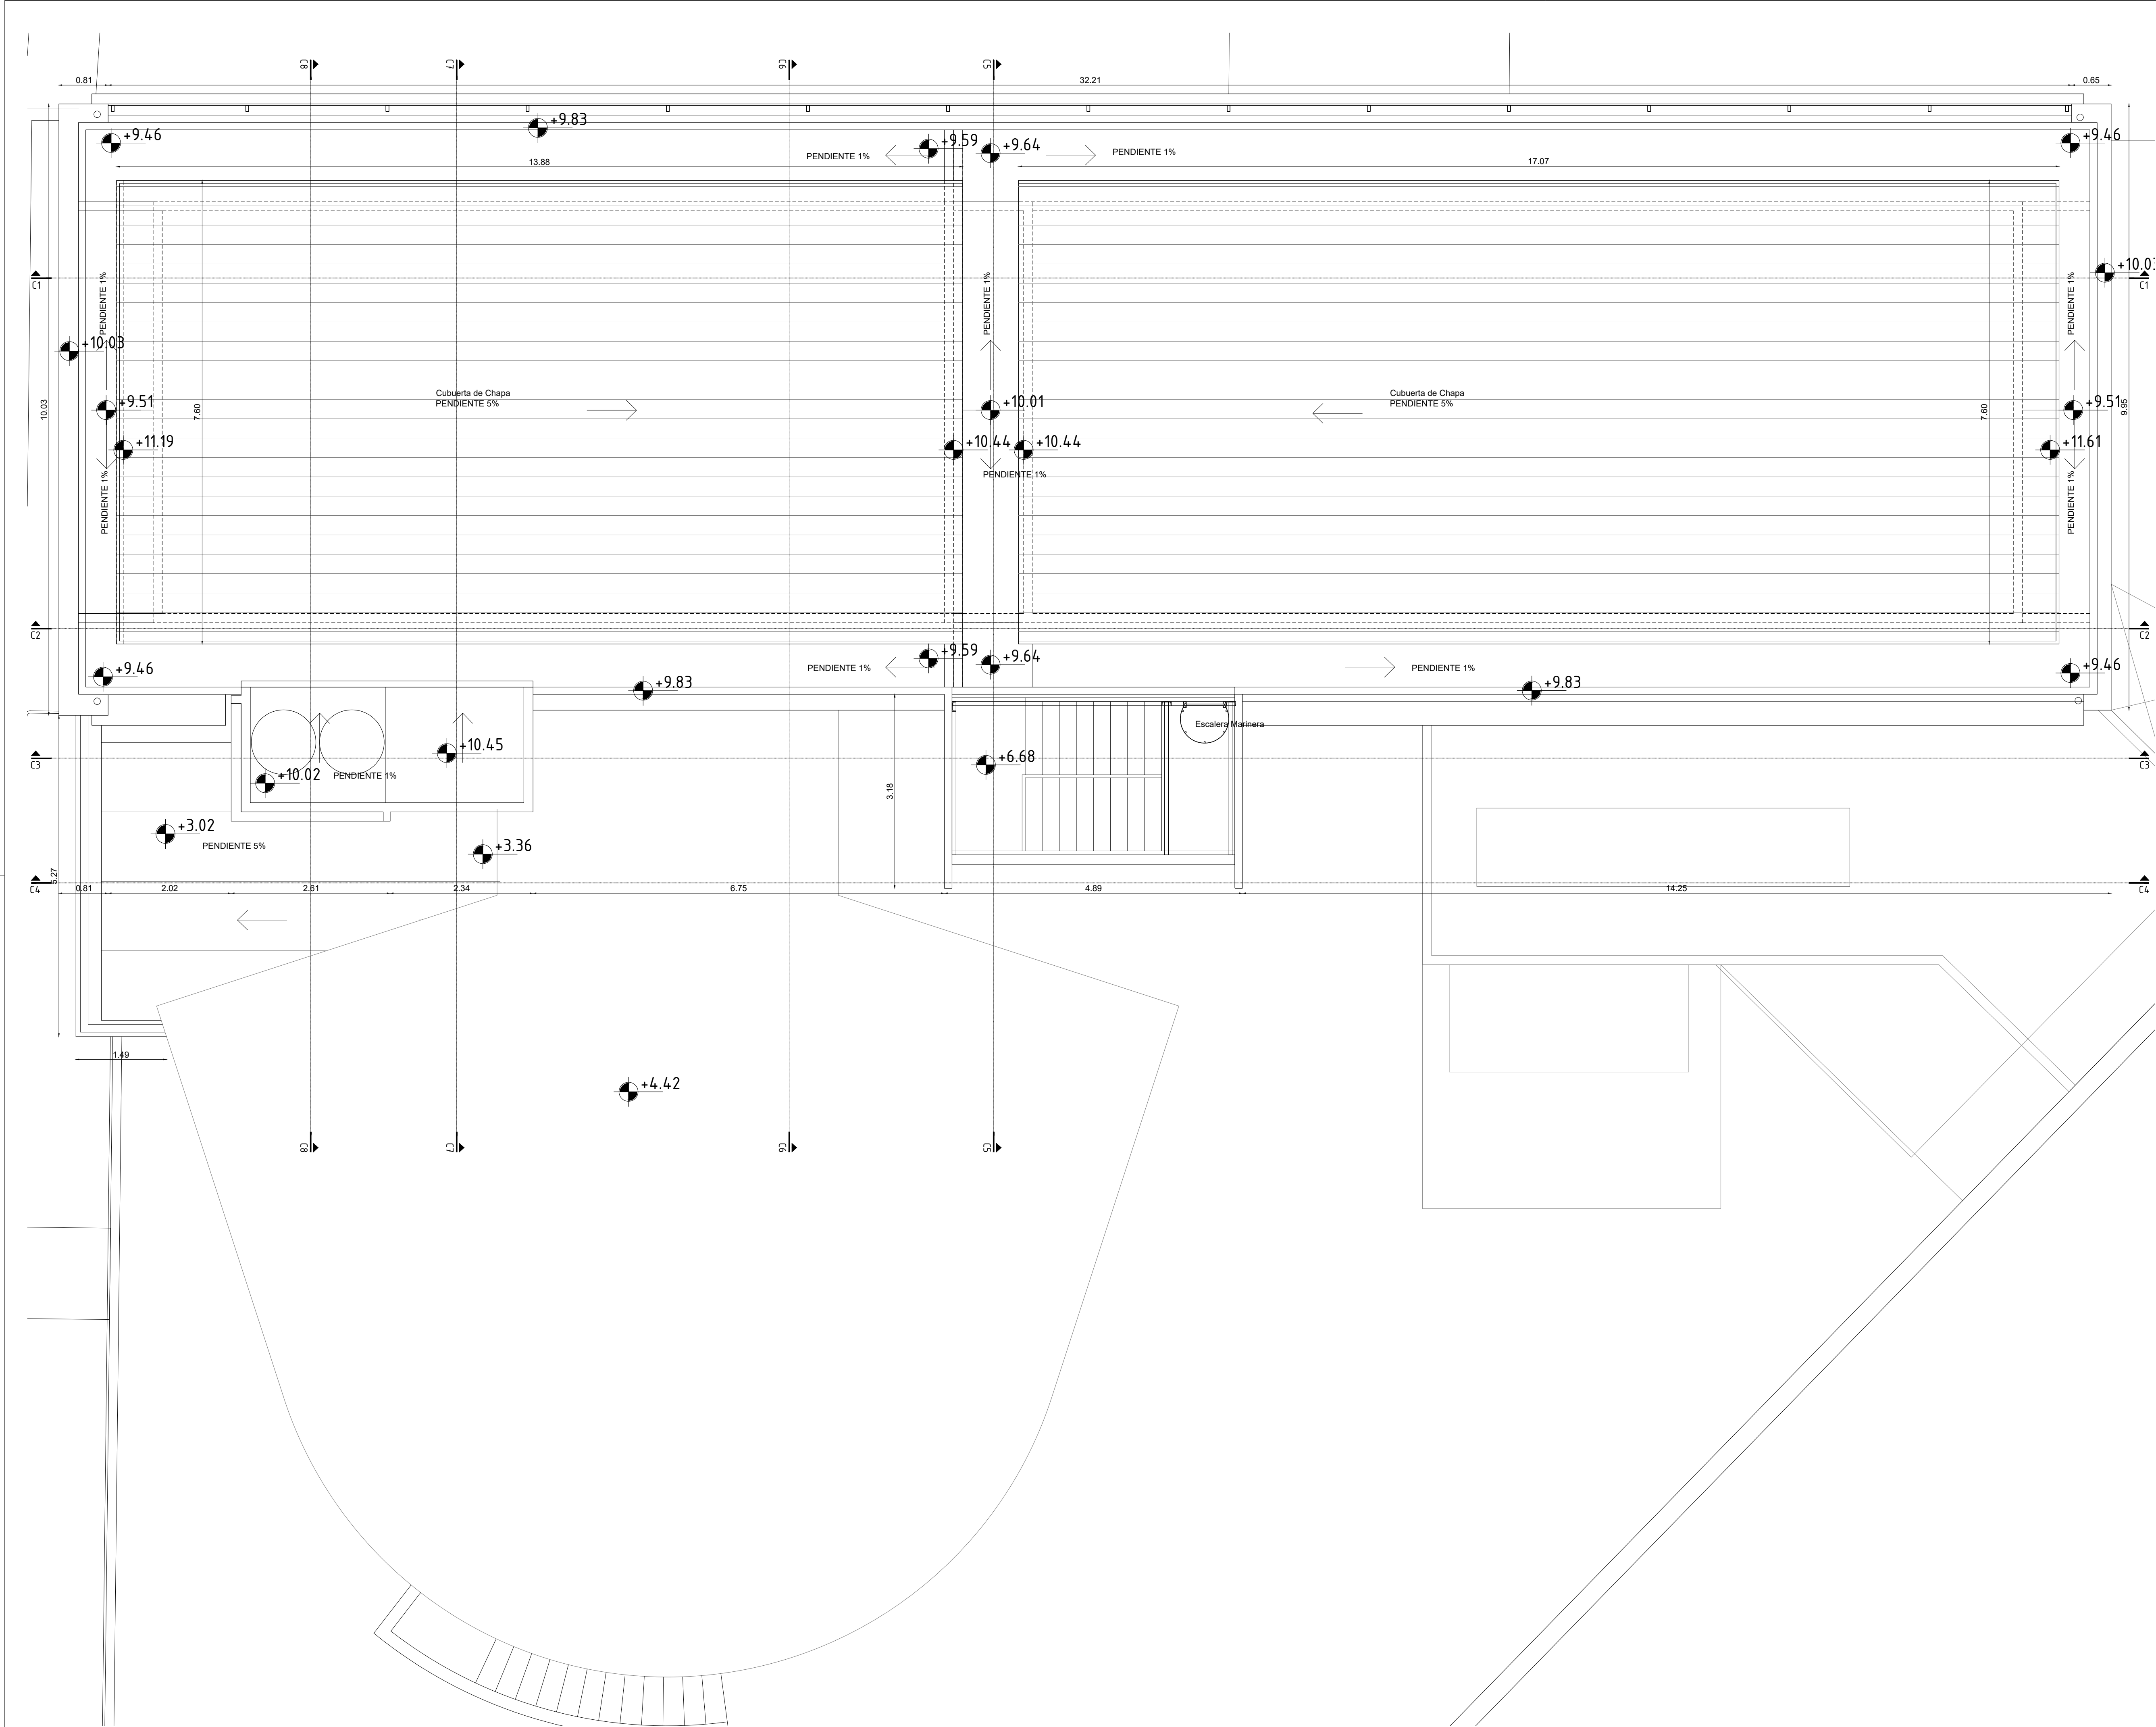 C8
C7
C6
C5
0.81
32.21
0.65
+9.46
+9.83
+9.59
+9.64
+9.46
PENDIENTE 1%
PENDIENTE 1%
13.88
17.07
C1
PENDIENTE 1%
PENDIENTE 1%
PENDIENTE 1%
+10.03
C1
+10.03
10.03
+9.51
7.60
Cubuerta de Chapa
PENDIENTE 5%
+10.01
Cubuerta de Chapa
PENDIENTE 5%
7.60
+9.51
9.95
+11.19
+10.44
+10.44
+11.61
PENDIENTE 1%
PENDIENTE 1%
PENDIENTE 1%
C2
C2
+9.46
PENDIENTE 1%
+9.59
+9.64
PENDIENTE 1%
+9.46
+9.83
+9.83
Escalera Marinera
C3
+10.02
PENDIENTE 1%
+10.45
+6.68
C3
3.18
+3.02
PENDIENTE 5%
+3.36
5.27
C4
0.81
2.02
2.61
2.34
6.75
4.89
14.25
C4
1.49
+4.42
C8
C7
C6
C5